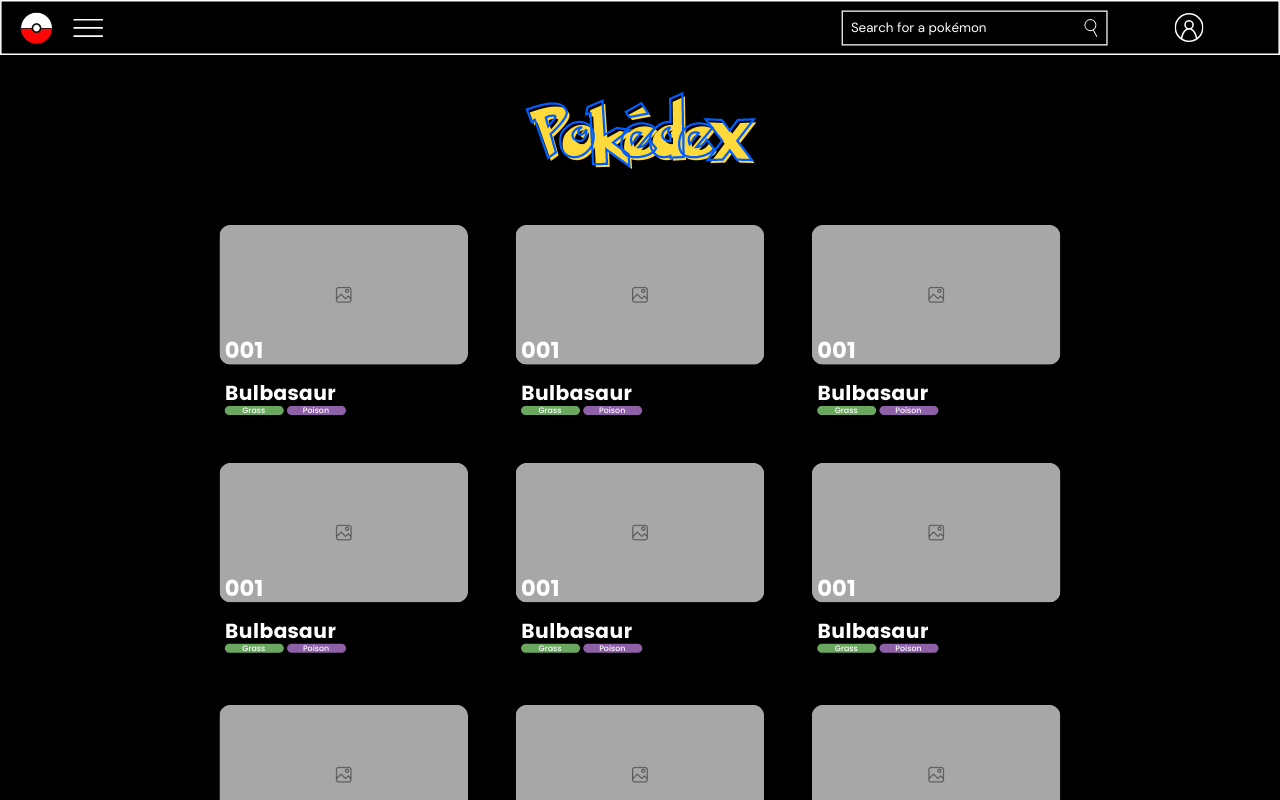 Search for a pokémon
Pokédex
001 001 001
Bulbasaur Bulbasaur Bulbasaur
Grass Poison Grass Poison Grass Poison
001 001 001
Bulbasaur Bulbasaur Bulbasaur
Grass Poison Grass Poison Grass Poison